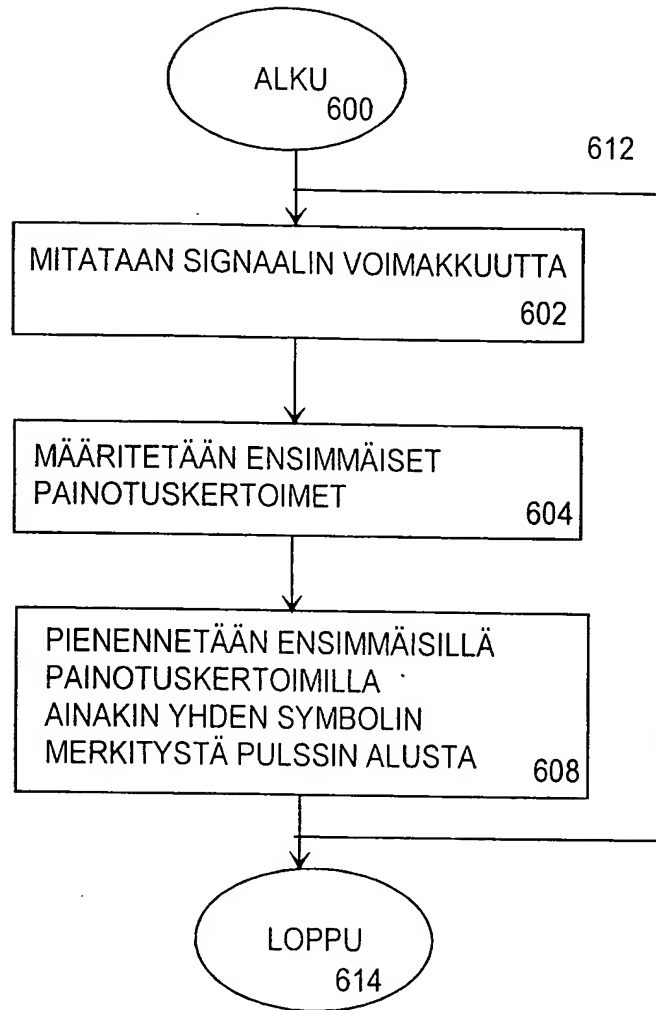 ALKU
600
612
MITATAAN SIGNAALIN VOIMAKKUUTTA
602
MÄÄRITETÄÄN ENSIMMÄISET
PAINOTUSKERTOIMET
604
PIENENNETÄÄN ENSIMMÄISILLÄ
PAINOTUSKERTOIMILLA
AINAKIN YHDEN SYMBOLIN
MERKITYSTÄ PULSSIN ALUSTA
608
LOPPU
614